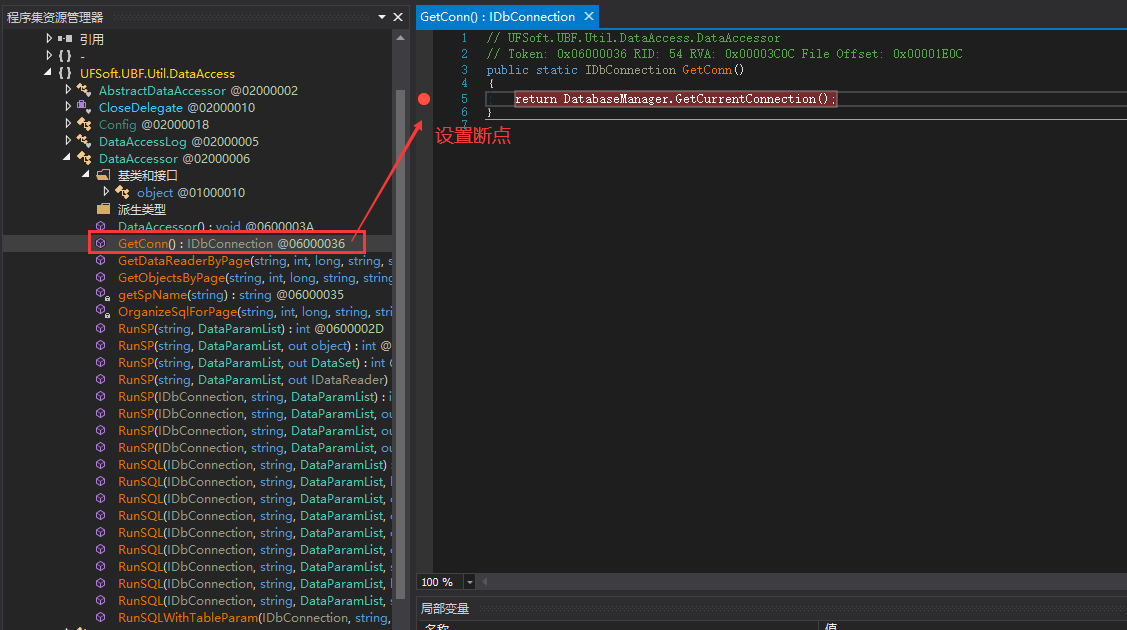 程序集资源管理器
引用
{ } -
{ } UFSoft.UBF.Util.DataAccess
AbstractDataAccessor @02000002
CloseDelegate @02000010
Config @02000018
DataAccessLog @02000005
DataAccessor @02000006
基类和接口
object @01000010
派生类型
DataAccessor() : void @0600003A
GetConn() : IDbConnection @06000036
GetDataReaderByPage(string, int, long, string, s
GetObjectsByPage(string, int, long, string, string
getSpName(string) : string @06000035
OrganizeSqlForPage(string, int, long, string, stri
RunSP(string, DataParamList) : int @0600002D
RunSP(string, DataParamList, out object) : int @
RunSP(string, DataParamList, out DataSet) : int
RunSP(string, DataParamList, out IDataReader)
RunSP(IDbConnection, string, DataParamList) : i
RunSP(IDbConnection, string, DataParamList, ou
RunSP(IDbConnection, string, DataParamList, ou
RunSP(IDbConnection, string, DataParamList, ou
RunSQL(IDbConnection, string, DataParamList)
RunSQL(IDbConnection, string, DataParamList,
RunSQL(IDbConnection, string, DataParamList,
RunSQL(IDbConnection, string, DataParamList,
RunSQL(IDbConnection, string, DataParamList,
RunSQL(IDbConnection, string, DataParamList,
RunSQL(IDbConnection, string, DataParamList,
RunSQL(IDbConnection, string, DataParamList,
RunSQL(IDbConnection, string, DataParamList,
RunSQLWithTableParam(IDbConnection, string,
GetConn() : IDbConnection
1 // UFSoft.UBF.Util.DataAccess.DataAccessor
2 // Token: 0x06000036 RID: 54 RVA: 0x00003C0C File Offset: 0x00001E0C
3 public static IDbConnection GetConn()
4 {
5 return DatabaseManager.GetCurrentConnection();
6 }
7
设置断点
100 %
局部变量
名称 值